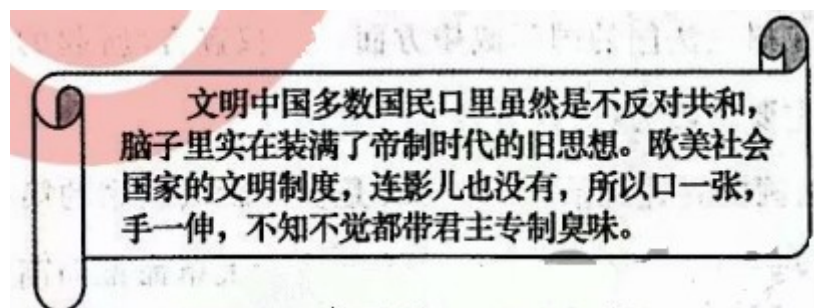 文明中国多数国民口里虽然是不反对共和，
脑子里实在装满了帝制时代的旧思想。欧美社会
国家的文明制度，连影儿也没有，所以口一张，
手一伸，不知不觉都带君主专制臭味。